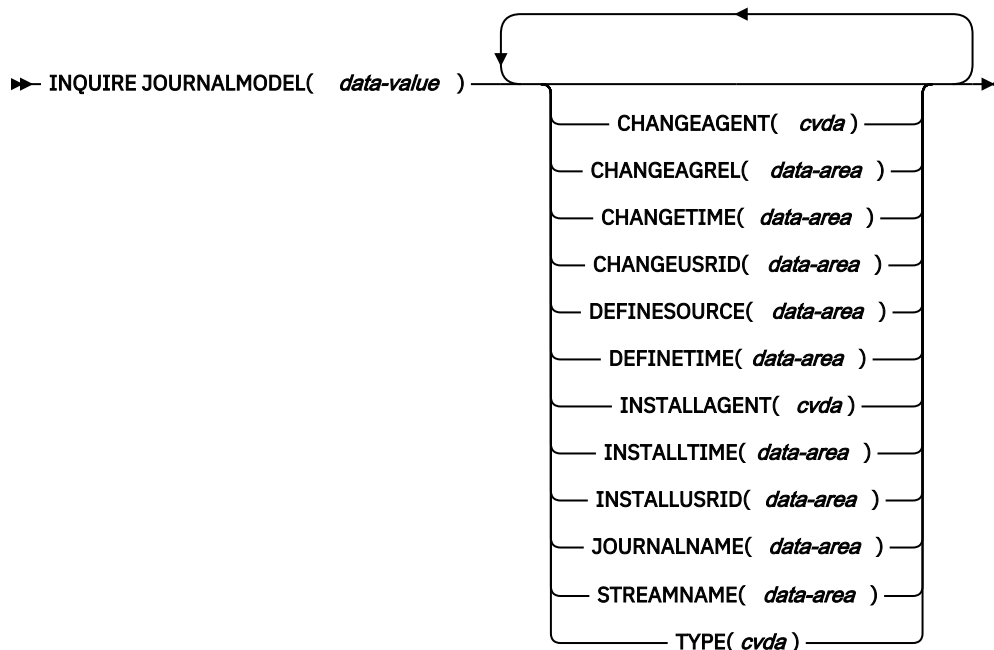 INQUIRE JOURNALMODEL( data-value )
CHANGEAGENT( cvda )
CHANGEAGREL( data-area )
CHANGETIME( data-area )
CHANGEUSRID( data-area )
DEFINESOURCE( data-area )
DEFINETIME( data-area )
INSTALLAGENT( cvda )
INSTALLTIME( data-area )
INSTALLUSRID( data-area )
JOURNALNAME( data-area )
STREAMNAME( data-area )
TYPE( cvda )